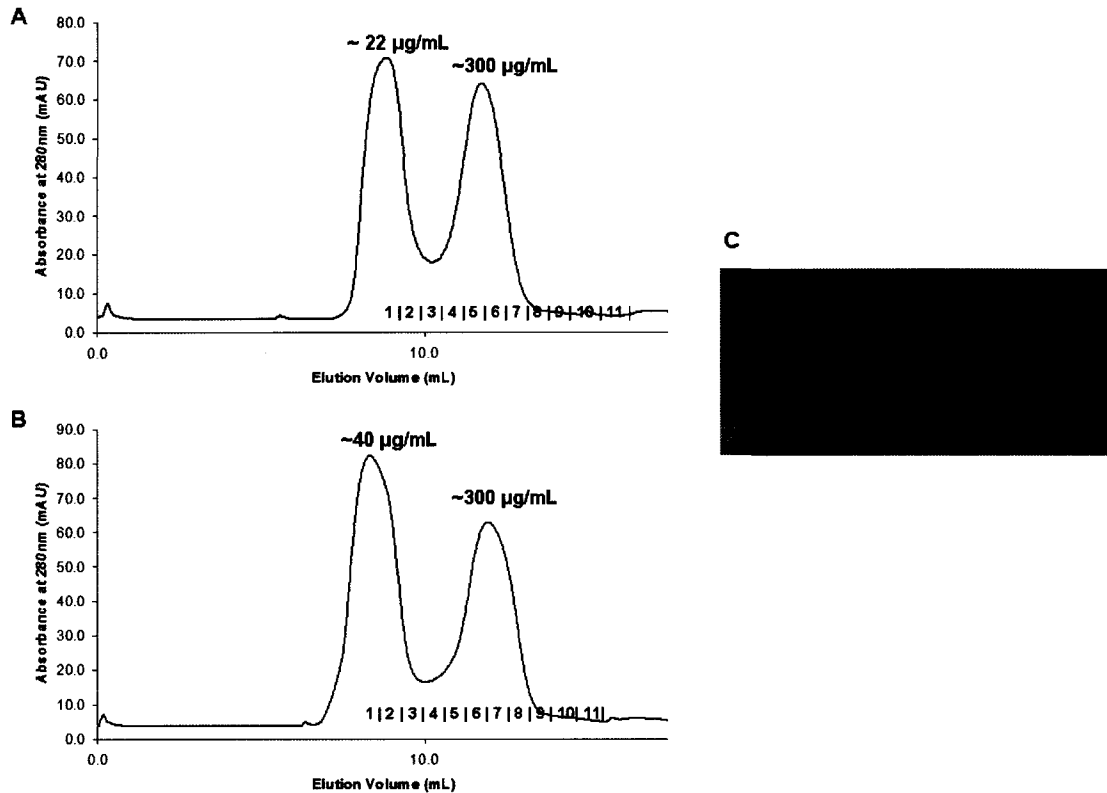 A
80.0
70.0
60.0
50.0
40.0
30.0
20.0
10.0
0.0
Absorbance at 280nm (mAU)
~ 22 µg/mL
~300 µg/mL
1 | 2 | 3 | 4 | 5 | 6 | 7 | 8 | 9 | 10 | 11 |
0.0
10.0
Elution Volume (mL)
B
90.0
80.0
70.0
60.0
50.0
40.0
30.0
20.0
10.0
0.0
Absorbance at 280nm (mAU)
~40 µg/mL
~300 µg/mL
1 | 2 | 3 | 4 | 5 | 6 | 7 | 8 | 9 | 10 | 11 |
0.0
10.0
Elution Volume (mL)
C